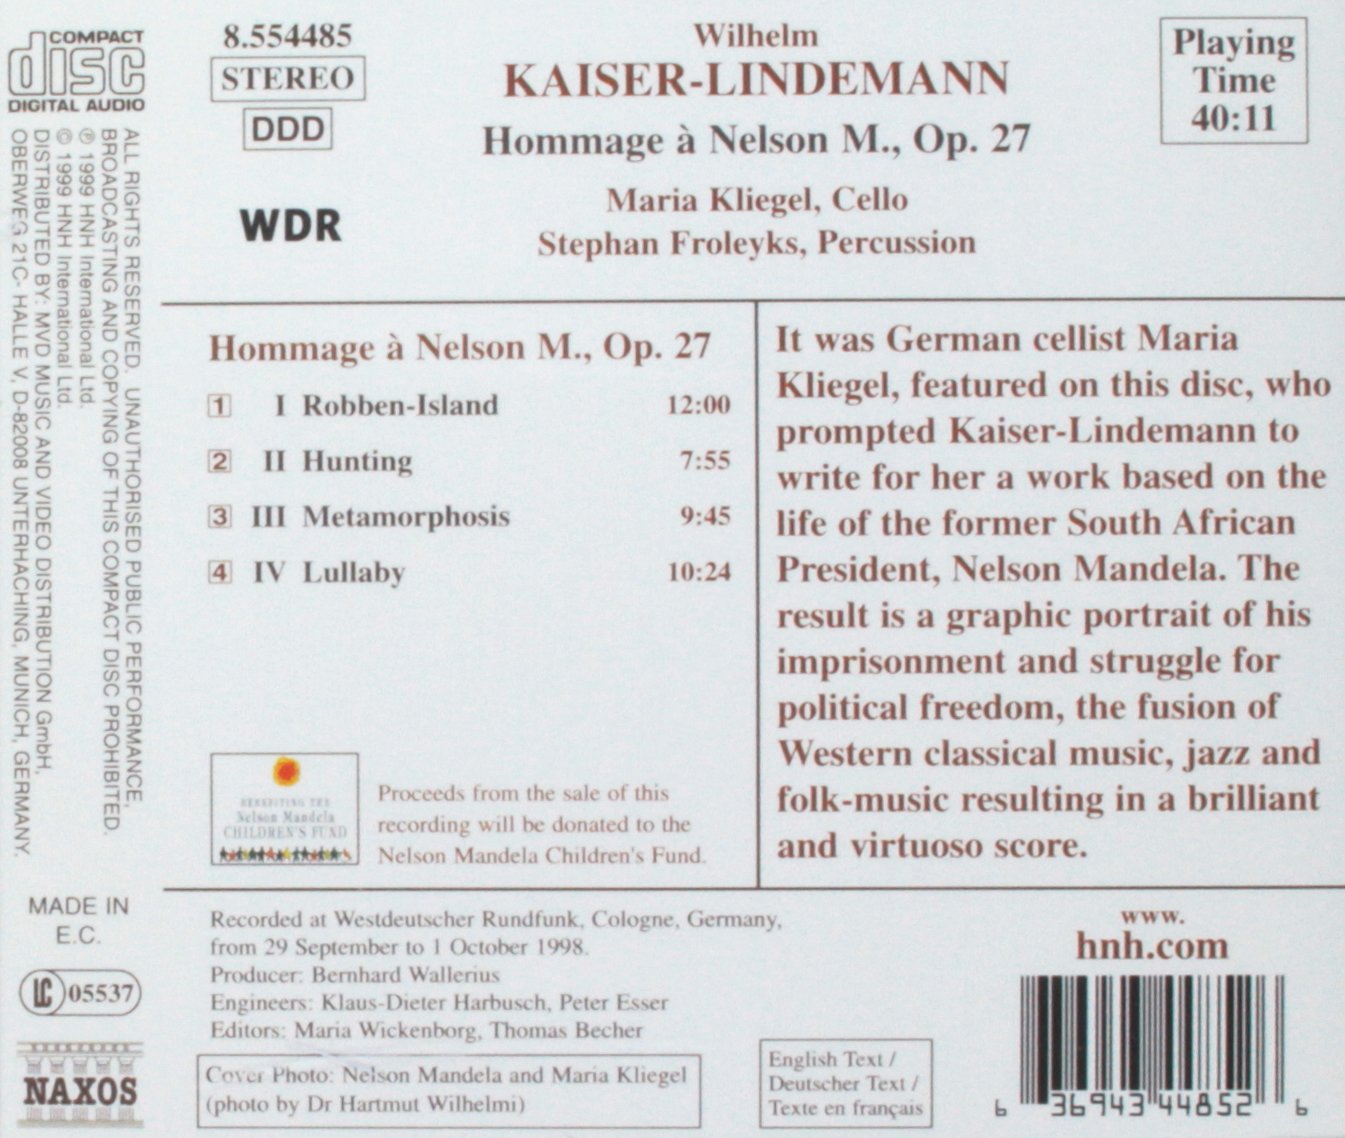 COMPACT
disc
DIGITAL AUDIO
8.554485
STEREO
DDD
WDR
Wilhelm
KAISER-LINDEMANN
Hommage à Nelson M., Op. 27
Maria Kliegel, Cello
Stephan Froleyks, Percussion
Playing
Time
40:11
ALL RIGHTS RESERVED. UNAUTHORISED PUBLIC PERFORMANCE,
BROADCASTING AND COPYING OF THIS COMPACT DISC PROHIBITED.
℗ 1999 HNH International Ltd.
© 1999 HNH International Ltd.
DISTRIBUTED BY: MVD MUSIC AND VIDEO DISTRIBUTION GmbH,
OBERWEG 21C- HALLE V, D-82008 UNTERHACHING, MUNICH, GERMANY.
Hommage à Nelson M., Op. 27
1 I Robben-Island 12:00
2 II Hunting 7:55
3 III Metamorphosis 9:45
4 IV Lullaby 10:24
It was German cellist Maria
Kliegel, featured on this disc, who
prompted Kaiser-Lindemann to
write for her a work based on the
life of the former South African
President, Nelson Mandela. The
result is a graphic portrait of his
imprisonment and struggle for
political freedom, the fusion of
Western classical music, jazz and
folk-music resulting in a brilliant
and virtuoso score.
BENEFITING THE
Nelson Mandela
CHILDREN'S FUND
Proceeds from the sale of this
recording will be donated to the
Nelson Mandela Children's Fund.
MADE IN
E.C.
LC 05537
NAXOS
Recorded at Westdeutscher Rundfunk, Cologne, Germany,
from 29 September to 1 October 1998.
Producer: Bernhard Wallerius
Engineers: Klaus-Dieter Harbusch, Peter Esser
Editors: Maria Wickenborg, Thomas Becher
Cover Photo: Nelson Mandela and Maria Kliegel
(photo by Dr Hartmut Wilhelmi)
English Text /
Deutscher Text /
Texte en français
www.
hnh.com
6 36943 44852 6